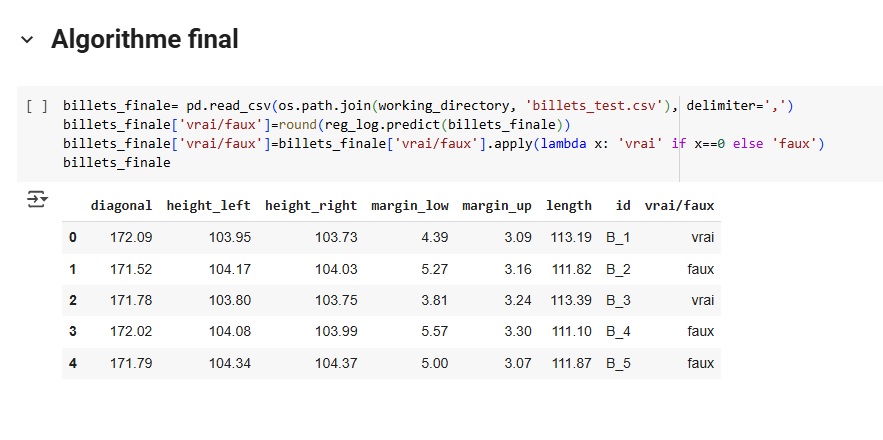 Algorithme final
[ ] billets_finale= pd.read_csv(os.path.join(working_directory, 'billets_test.csv'), delimiter=',')
billets_finale['vrai/faux']=round(reg_log.predict(billets_finale))
billets_finale['vrai/faux']=billets_finale['vrai/faux'].apply(lambda x: 'vrai' if x==0 else 'faux')
billets_finale
diagonal height_left height_right margin_low margin_up length id vrai/faux
0 172.09 103.95 103.73 4.39 3.09 113.19 B_1 vrai
1 171.52 104.17 104.03 5.27 3.16 111.82 B_2 faux
2 171.78 103.80 103.75 3.81 3.24 113.39 B_3 vrai
3 172.02 104.08 103.99 5.57 3.30 111.10 B_4 faux
4 171.79 104.34 104.37 5.00 3.07 111.87 B_5 faux